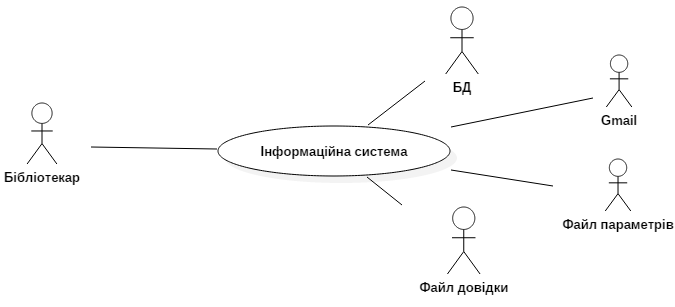 БД
Gmail
Інформаційна система
Бібліотекар
Файл параметрів
Файл довідки